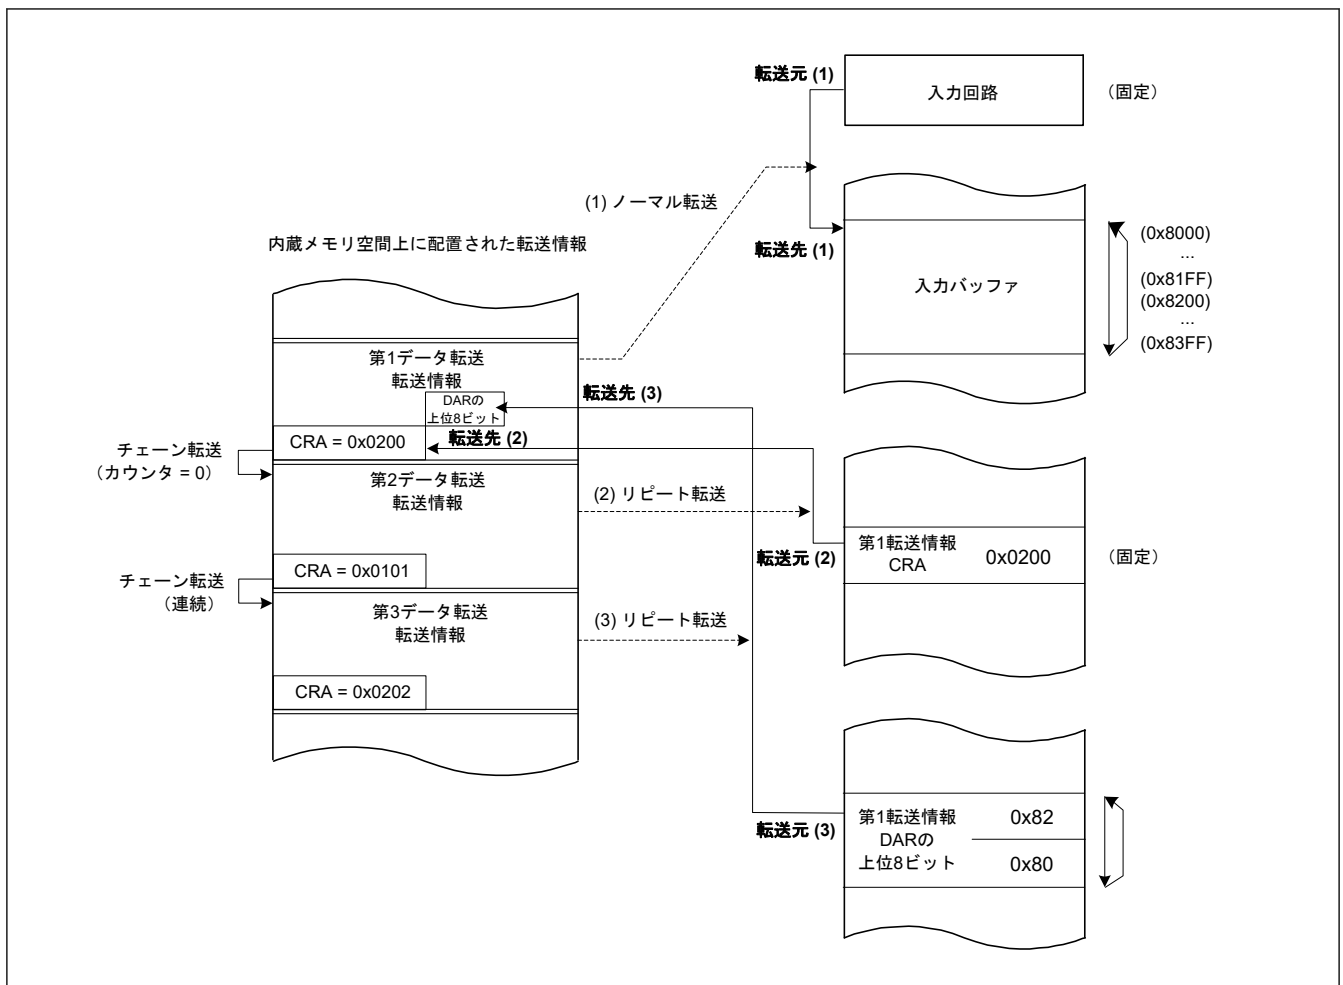 転送元 (1)
入力回路
（固定）
(1) ノーマル転送
転送先 (1)
入力バッファ
(0x8000)
...
(0x81FF)
(0x8200)
...
(0x83FF)
内蔵メモリ空間上に配置された転送情報
第1データ転送
転送情報
DARの
上位8ビット
転送先 (3)
CRA = 0x0200
転送先 (2)
チェーン転送
（カウンタ = 0）
第2データ転送
転送情報
(2) リピート転送
転送元 (2)
第1転送情報
CRA
0x0200
（固定）
CRA = 0x0101
チェーン転送
（連続）
第3データ転送
転送情報
(3) リピート転送
CRA = 0x0202
転送元 (3)
第1転送情報
DARの
上位8ビット
0x82
0x80